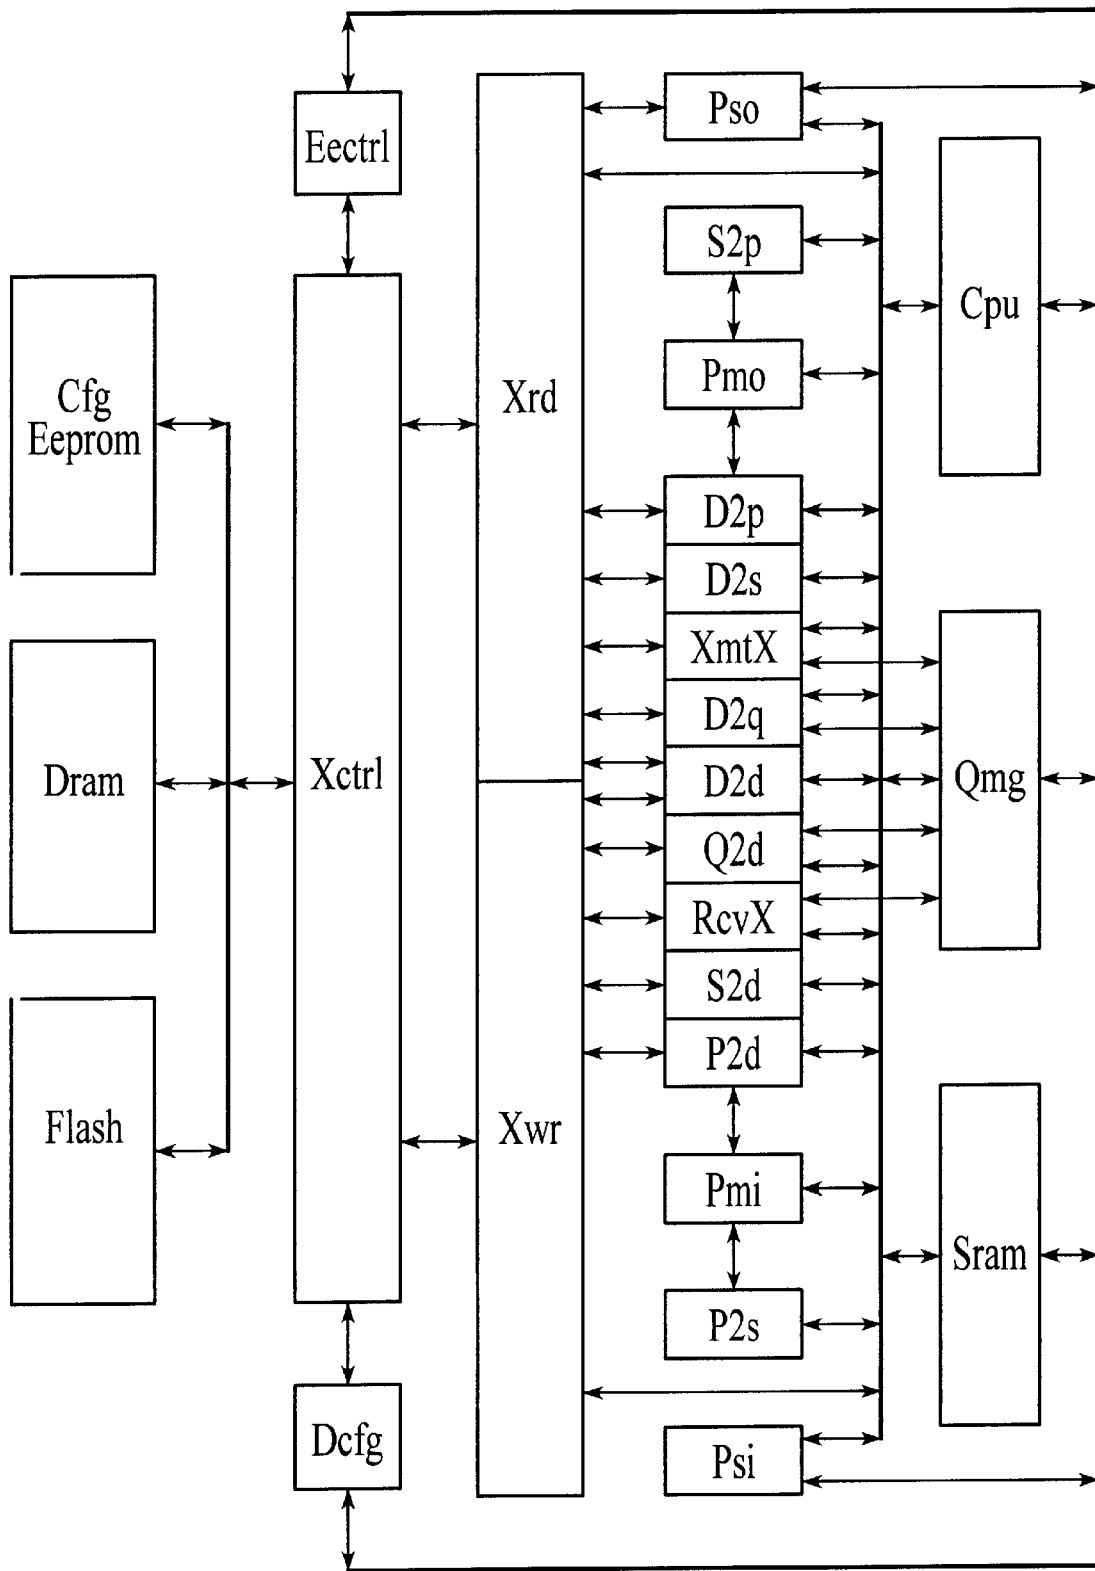 Eectrl
Cfg
Eeprom
Dram
Flash
Xctrl
Dcfg
Xrd
Xwr
Pso
S2p
Pmo
D2p
D2s
XmtX
D2q
D2d
Q2d
RcvX
S2d
P2d
Pmi
P2s
Psi
Cpu
Qmg
Sram